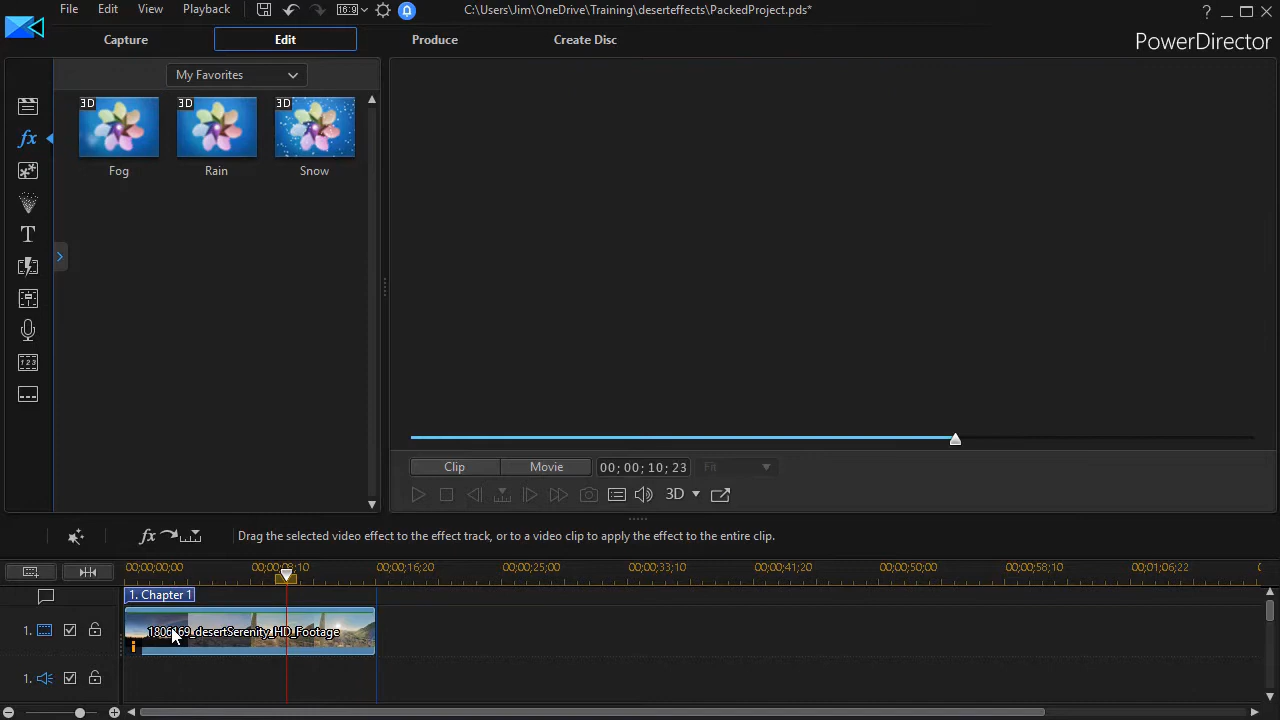 File Edit View Playback 16:9 C:\Users\Jim\OneDrive\Training\deserteffects\PackedProject.pds* ?
Capture Edit Produce Create Disc PowerDirector
My Favorites
3D 3D 3D
Fog Rain Snow
fx
T
Clip Movie 00; 00; 10; 23 Fit
3D
fx Drag the selected video effect to the effect track, or to a video clip to apply the effect to the entire clip.
00;00;00;00 00;00;08;10 00;00;16;20 00;00;25;00 00;00;33;10 00;00;41;20 00;00;50;00 00;00;58;10 00;01;06;22
1. Chapter 1
1. 1806169_desertSerenity_HD_Footage
1.